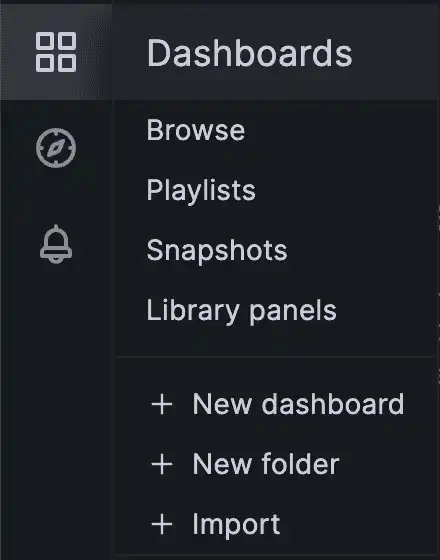 Dashboards
Browse
Playlists
Snapshots
Library panels
+ New dashboard
+ New folder
+ Import